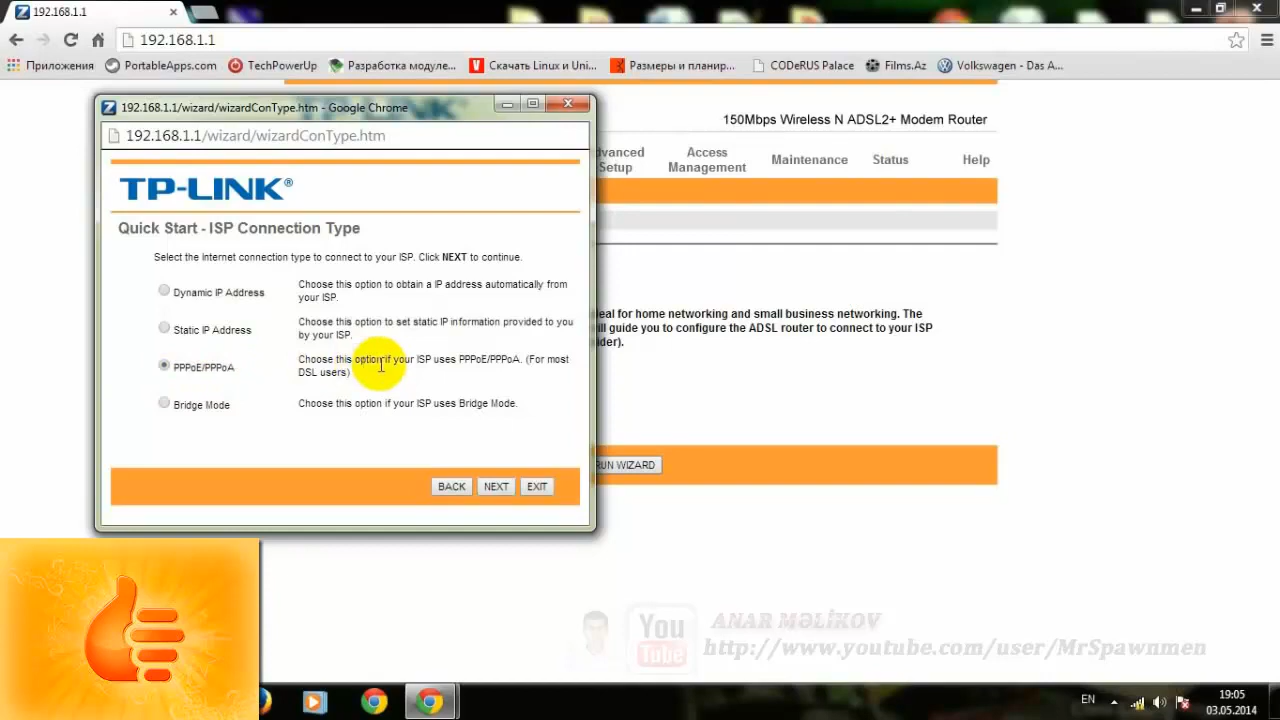 192.168.1.1
192.168.1.1
Приложения
PortableApps.com
TechPowerUp
Разработка модуле...
Скачать Linux и Uni...
Размеры и планир...
CODeRUS Palace
Films.Az
Volkswagen - Das A...
192.168.1.1/wizard/wizardConType.htm - Google Chrome
192.168.1.1/wizard/wizardConType.htm
TP-LINK®
Quick Start - ISP Connection Type
Select the Internet connection type to connect to your ISP. Click NEXT to continue.
Dynamic IP Address
Choose this option to obtain a IP address automatically from
your ISP.
Static IP Address
Choose this option to set static IP information provided to you
by your ISP.
PPPoE/PPPoA
Choose this option if your ISP uses PPPoE/PPPoA. (For most
DSL users)
Bridge Mode
Choose this option if your ISP uses Bridge Mode.
BACK
NEXT
EXIT
150Mbps Wireless N ADSL2+ Modem Router
dvanced
Setup
Access
Management
Maintenance
Status
Help
eal for home networking and small business networking. The
ll guide you to configure the ADSL router to connect to your ISP
ider).
RUN WIZARD
You
Tube
ANAR MƏLİKOV
http://www.youtube.com/user/MrSpawnmen
EN
19:05
03.05.2014